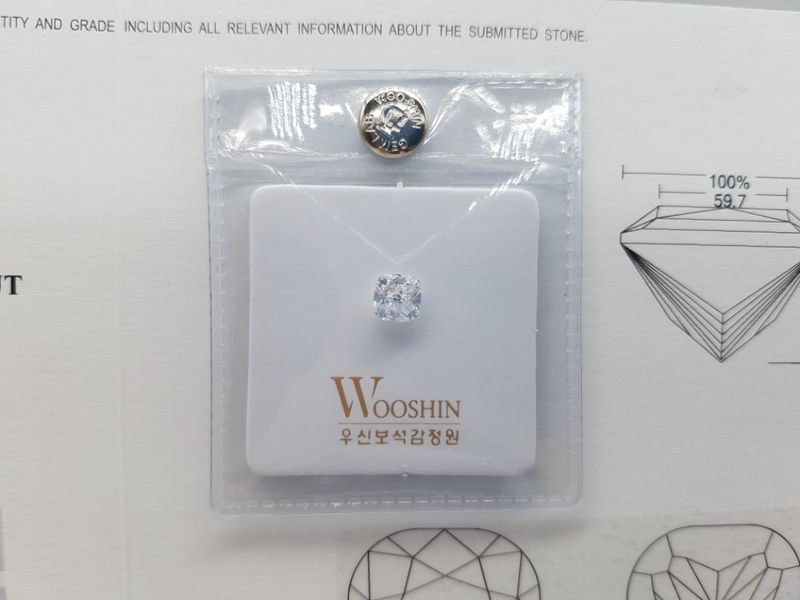 TITY AND GRADE INCLUDING ALL RELEVANT INFORMATION ABOUT THE SUBMITTED STONE.
100%
59.7
UT
WOOSHIN
우신보석감정원